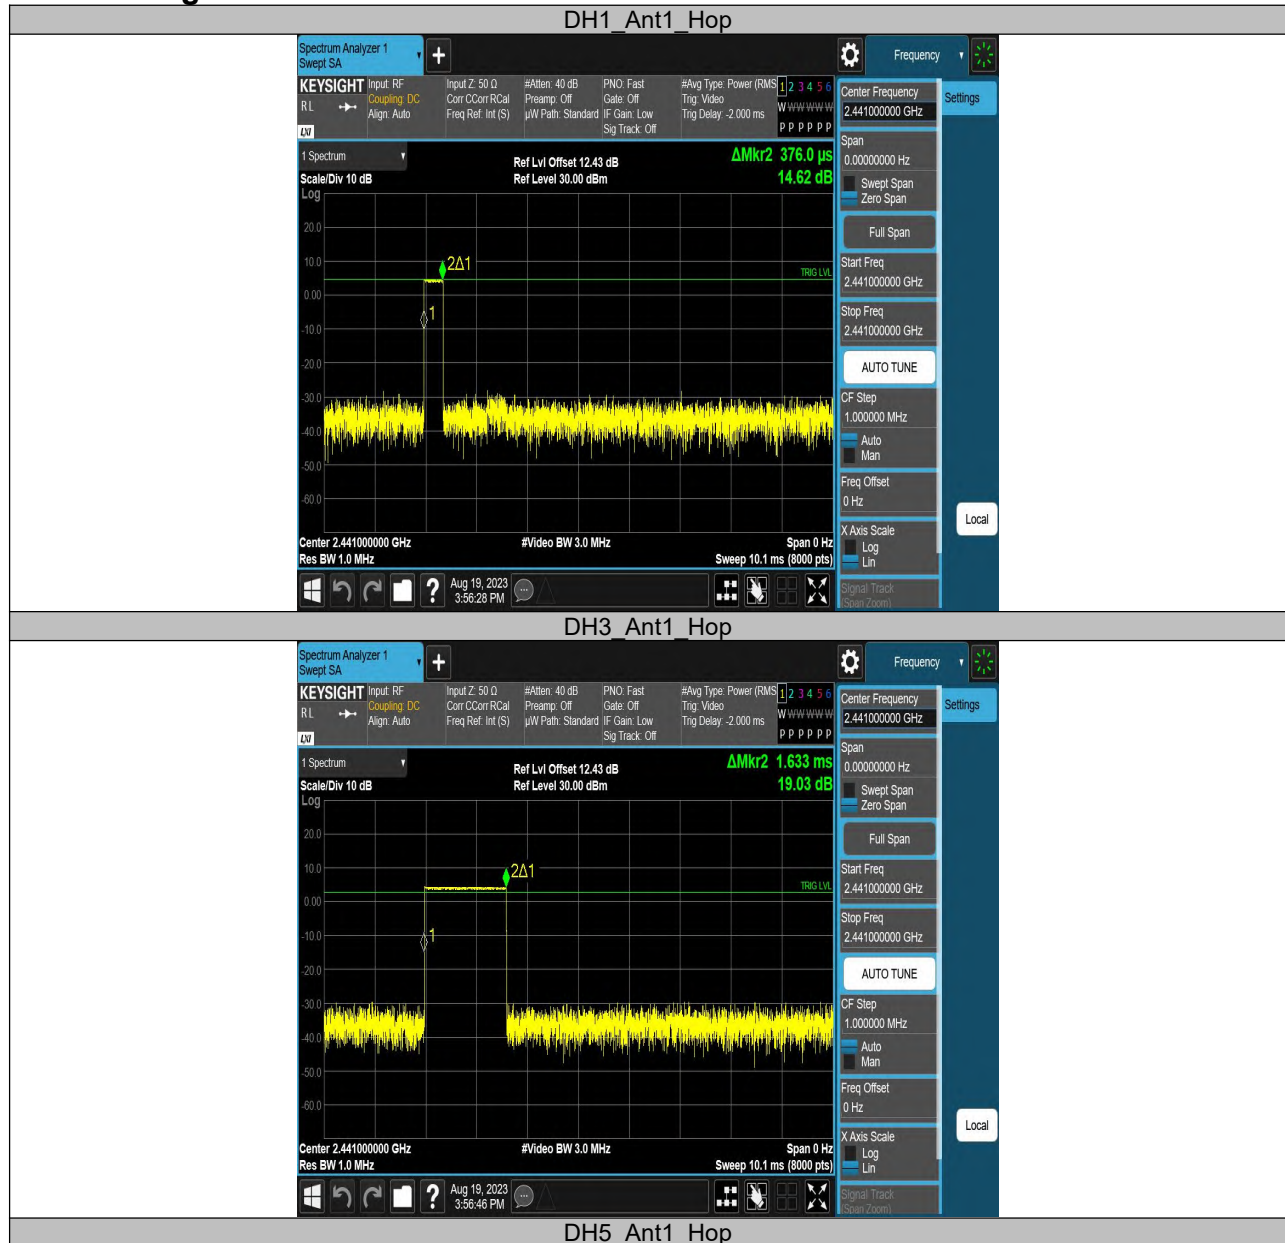 DH1_Ant1_Hop
Spectrum Analyzer 1
Swept SA
+
Frequency
KEYSIGHT
RL
LXI
Input: RF
Coupling: DC
Align: Auto
Input Z: 50 Ω
Corr CCorr RCal
Freq Ref: Int (S)
#Atten: 40 dB
Preamp: Off
µW Path: Standard
PNO: Fast
Gate: Off
IF Gain: Low
Sig Track: Off
#Avg Type: Power (RMS
Trig: Video
Trig Delay: -2.000 ms
1 2 3 4 5 6
W W W W W W
P P P P P P
Center Frequency
2.441000000 GHz
Settings
1 Spectrum
Scale/Div 10 dB
Log
Ref Lvl Offset 12.43 dB
Ref Level 30.00 dBm
ΔMkr2 376.0 µs
14.62 dB
Span
0.00000000 Hz
Swept Span
Zero Span
Full Span
Start Freq
2.441000000 GHz
Stop Freq
2.441000000 GHz
AUTO TUNE
CF Step
1.000000 MHz
Auto
Man
Freq Offset
0 Hz
X Axis Scale
Log
Lin
Signal Track
(Span Zoom)
Local
20.0
10.0
0.00
-10.0
-20.0
-30.0
-40.0
-50.0
-60.0
2Δ1
1
TRIG LVL
Center 2.441000000 GHz
Res BW 1.0 MHz
#Video BW 3.0 MHz
Span 0 Hz
Sweep 10.1 ms (8000 pts)
?
Aug 19, 2023
3:56:28 PM
DH3_Ant1_Hop
Spectrum Analyzer 1
Swept SA
+
Frequency
KEYSIGHT
RL
LXI
Input: RF
Coupling: DC
Align: Auto
Input Z: 50 Ω
Corr CCorr RCal
Freq Ref: Int (S)
#Atten: 40 dB
Preamp: Off
µW Path: Standard
PNO: Fast
Gate: Off
IF Gain: Low
Sig Track: Off
#Avg Type: Power (RMS
Trig: Video
Trig Delay: -2.000 ms
1 2 3 4 5 6
W W W W W W
P P P P P P
Center Frequency
2.441000000 GHz
Settings
1 Spectrum
Scale/Div 10 dB
Log
Ref Lvl Offset 12.43 dB
Ref Level 30.00 dBm
ΔMkr2 1.633 ms
19.03 dB
Span
0.00000000 Hz
Swept Span
Zero Span
Full Span
Start Freq
2.441000000 GHz
Stop Freq
2.441000000 GHz
AUTO TUNE
CF Step
1.000000 MHz
Auto
Man
Freq Offset
0 Hz
X Axis Scale
Log
Lin
Signal Track
(Span Zoom)
Local
20.0
10.0
0.00
-10.0
-20.0
-30.0
-40.0
-50.0
-60.0
2Δ1
1
TRIG LVL
Center 2.441000000 GHz
Res BW 1.0 MHz
#Video BW 3.0 MHz
Span 0 Hz
Sweep 10.1 ms (8000 pts)
?
Aug 19, 2023
3:56:46 PM
DH5_Ant1_Hop